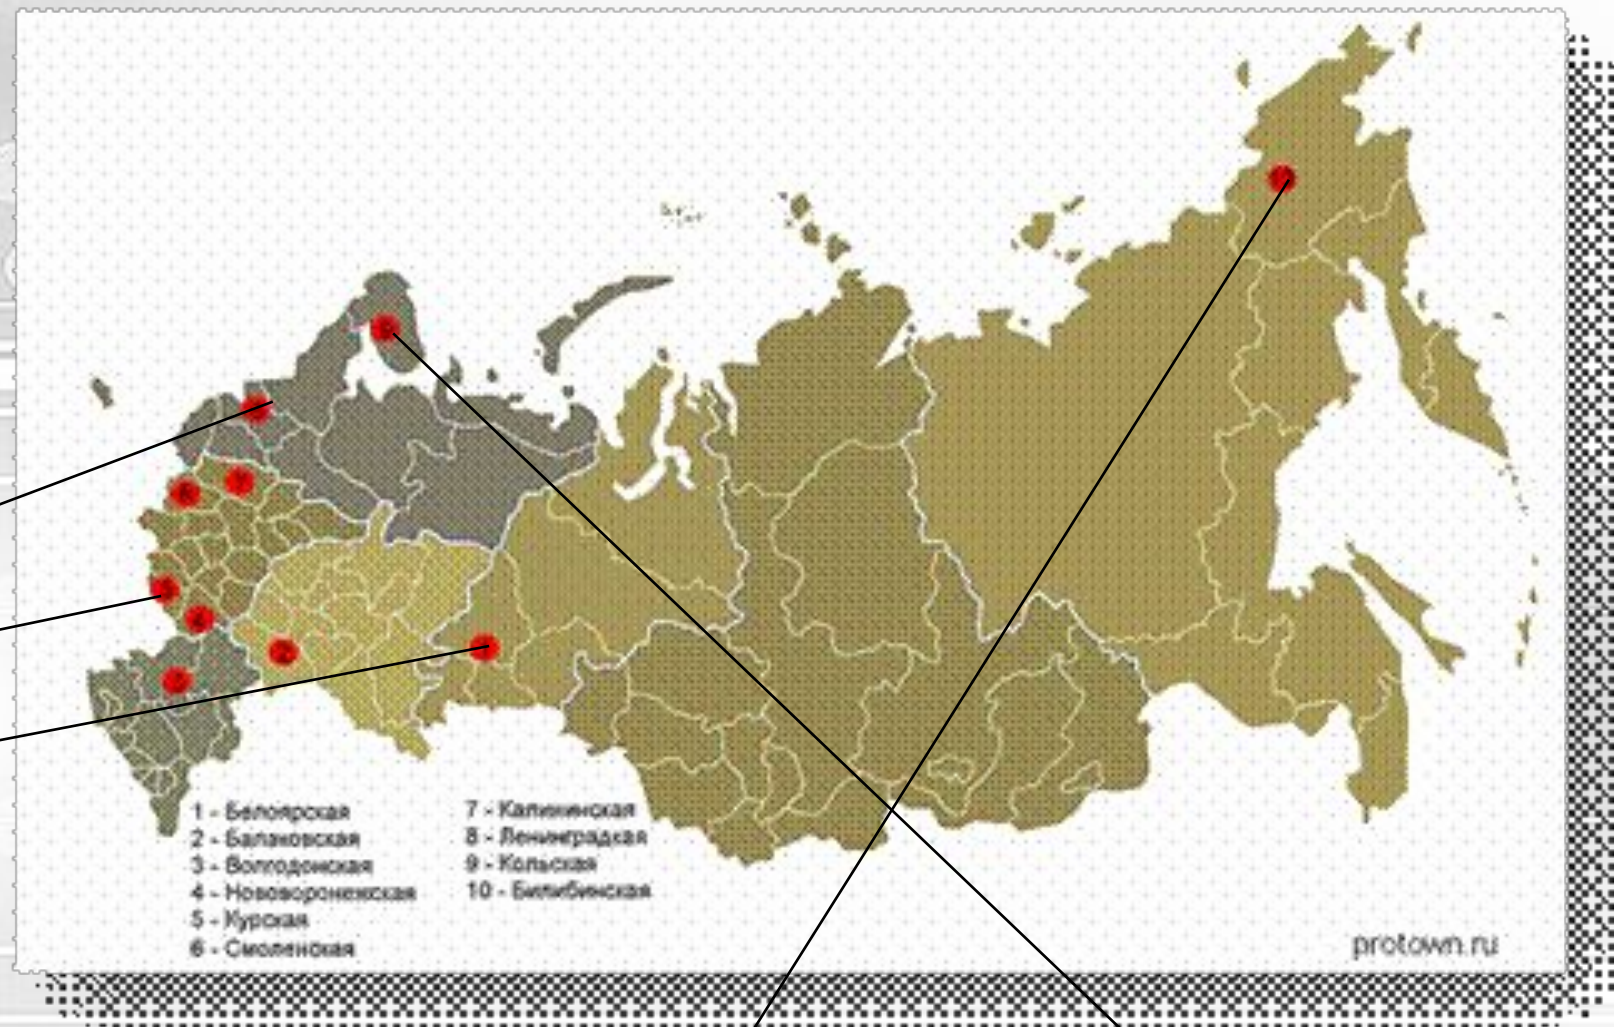 1 - Белоярская
2 - Балаковская
3 - Волгодонская
4 - Нововоронежская
5 - Курская
6 - Смоленская
7 - Калининская
8 - Ленинградкая
9 - Кольская
10 - Билибинская
protown.ru